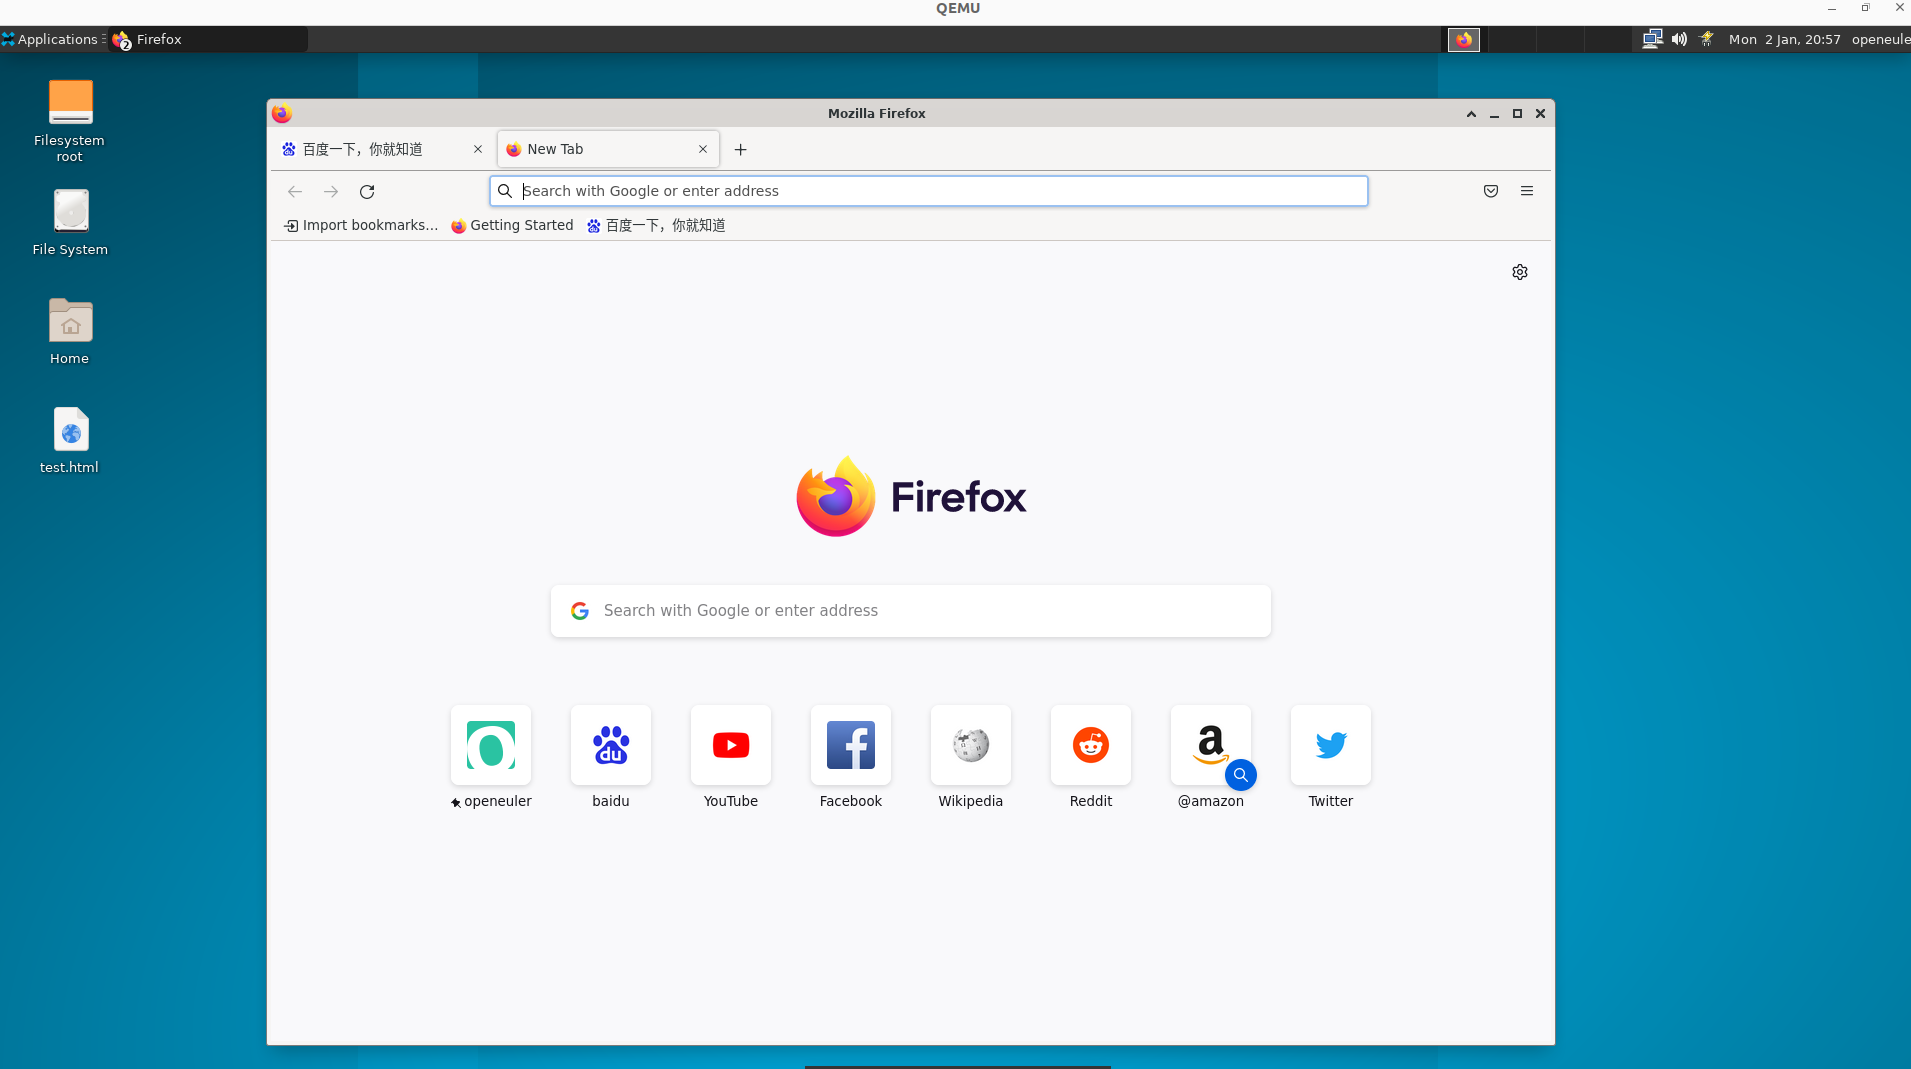 QEMU
Applications
2
Firefox
Mon 2 Jan, 20:57
openeule
Filesystem
root
File System
Home
test.html
Mozilla Firefox
百度一下，你就知道
New Tab
Search with Google or enter address
Import bookmarks...
Getting Started
百度一下，你就知道
Firefox
Search with Google or enter address
du
a
openeuler
baidu
YouTube
Facebook
Wikipedia
Reddit
@amazon
Twitter